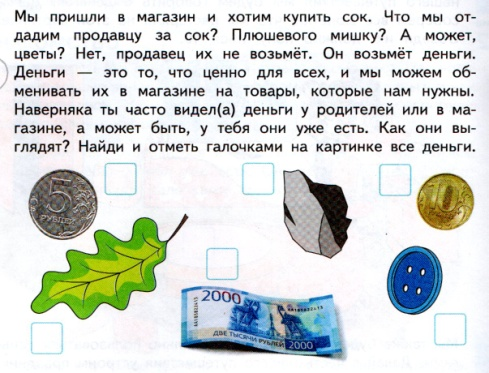 Мы пришли в магазин и хотим купить сок. Что мы от-
дадим продавцу за сок? Плюшевого мишку? А может,
цветы? Нет, продавец их не возьмёт. Он возьмёт деньги.
Деньги — это то, что ценно для всех, и мы можем об-
менивать их в магазине на товары, которые нам нужны.
Наверняка ты часто видел(а) деньги у родителей или в ма-
газине, а может быть, у тебя они уже есть. Как они вы-
глядят? Найди и отметь галочками на картинке все деньги.
5
РУБЛЕЙ
10
2000
ДВЕ ТЫСЯЧИ РУБЛЕЙ 2000